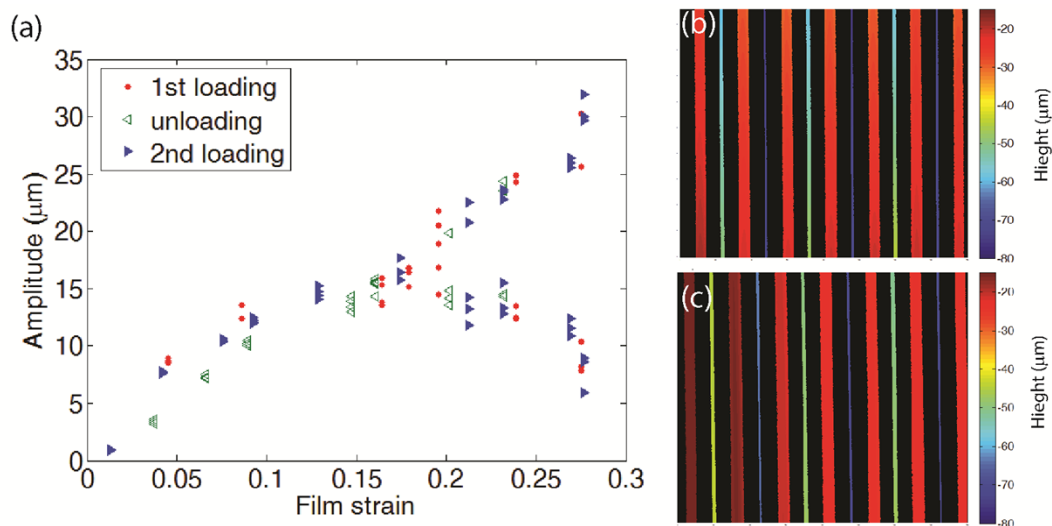 (a)
35
30
25
20
15
10
5
0
Amplitude (μm)
1st loading
unloading
2nd loading
0 0.05 0.1 0.15 0.2 0.25 0.3
Film strain
(b)
-20
-30
-40
-50
-60
-70
-80
Hieght (μm)
(c)
-20
-30
-40
-50
-60
-70
-80
Hieght (μm)